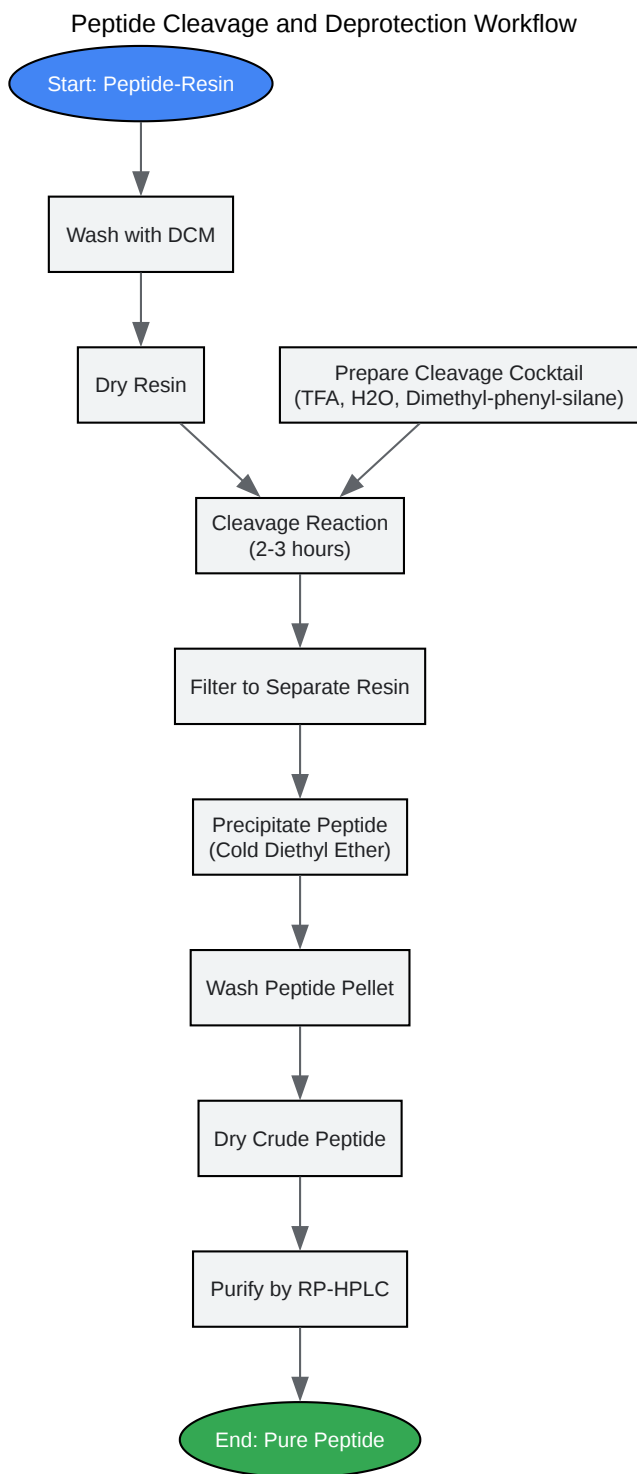 Peptide Cleavage and Deprotection Workflow
Start: Peptide-Resin
Wash with DCM
Dry Resin
Prepare Cleavage Cocktail
(TFA, H2O, Dimethyl-phenyl-silane)
Cleavage Reaction
(2-3 hours)
Filter to Separate Resin
Precipitate Peptide
(Cold Diethyl Ether)
Wash Peptide Pellet
Dry Crude Peptide
Purify by RP-HPLC
End: Pure Peptide